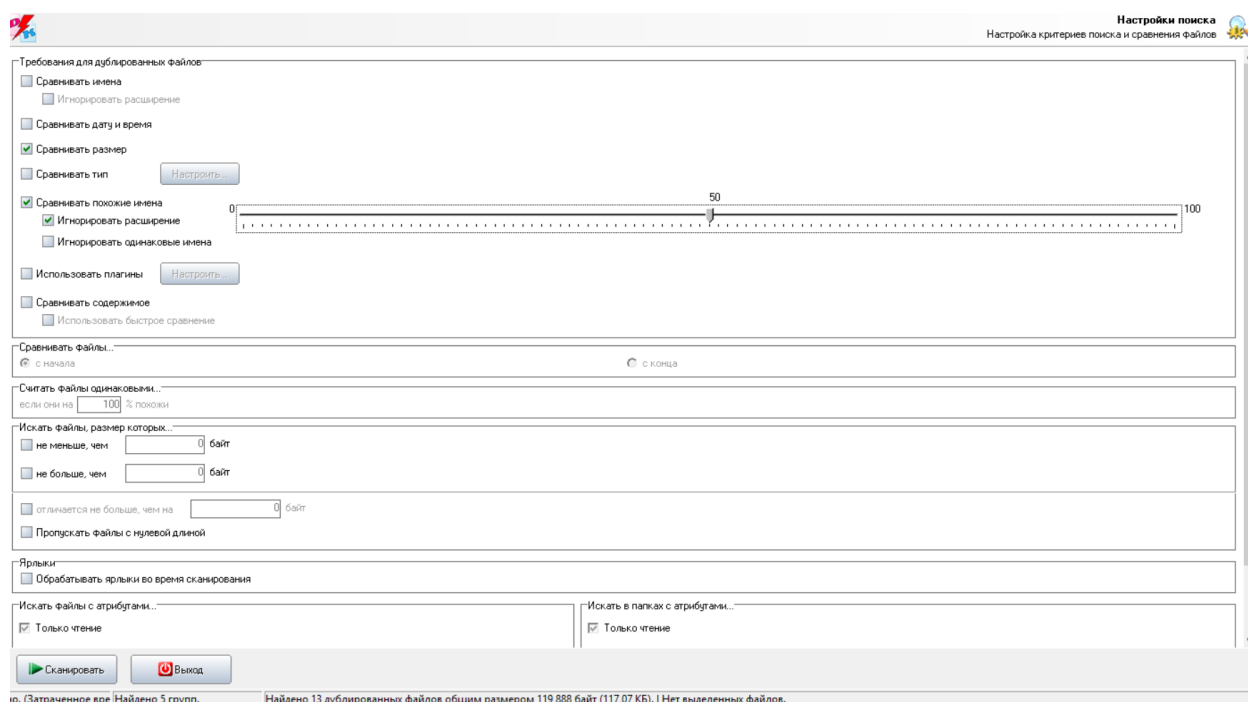 Настройки поиска
Настройка критериев поиска и сравнения файлов
Требования для дублированных файлов
Сравнивать имена
Игнорировать расширение
Сравнивать дату и время
Сравнивать размер
Сравнивать тип Настроить...
Сравнивать похожие имена 0 50 100
Игнорировать расширение
Игнорировать одинаковые имена
Использовать плагины Настроить...
Сравнивать содержимое
Использовать быстрое сравнение
Сравнивать файлы...
с начала с конца
Считать файлы одинаковыми...
если они на 100 % похожи
Искать файлы, размер которых...
не меньше, чем 0 байт
не больше, чем 0 байт
отличается не больше, чем на 0 байт
Пропускать файлы с нулевой длиной
Ярлыки
Обрабатывать ярлыки во время сканирования
Искать файлы с атрибутами... Искать в папках с атрибутами...
Только чтение Только чтение
Сканировать Выход
но. (Затраченное вре Найдено 5 групп. Найдено 13 дублированных файлов общим размером 119 888 байт (117,07 КБ). | Нет выделенных файлов.